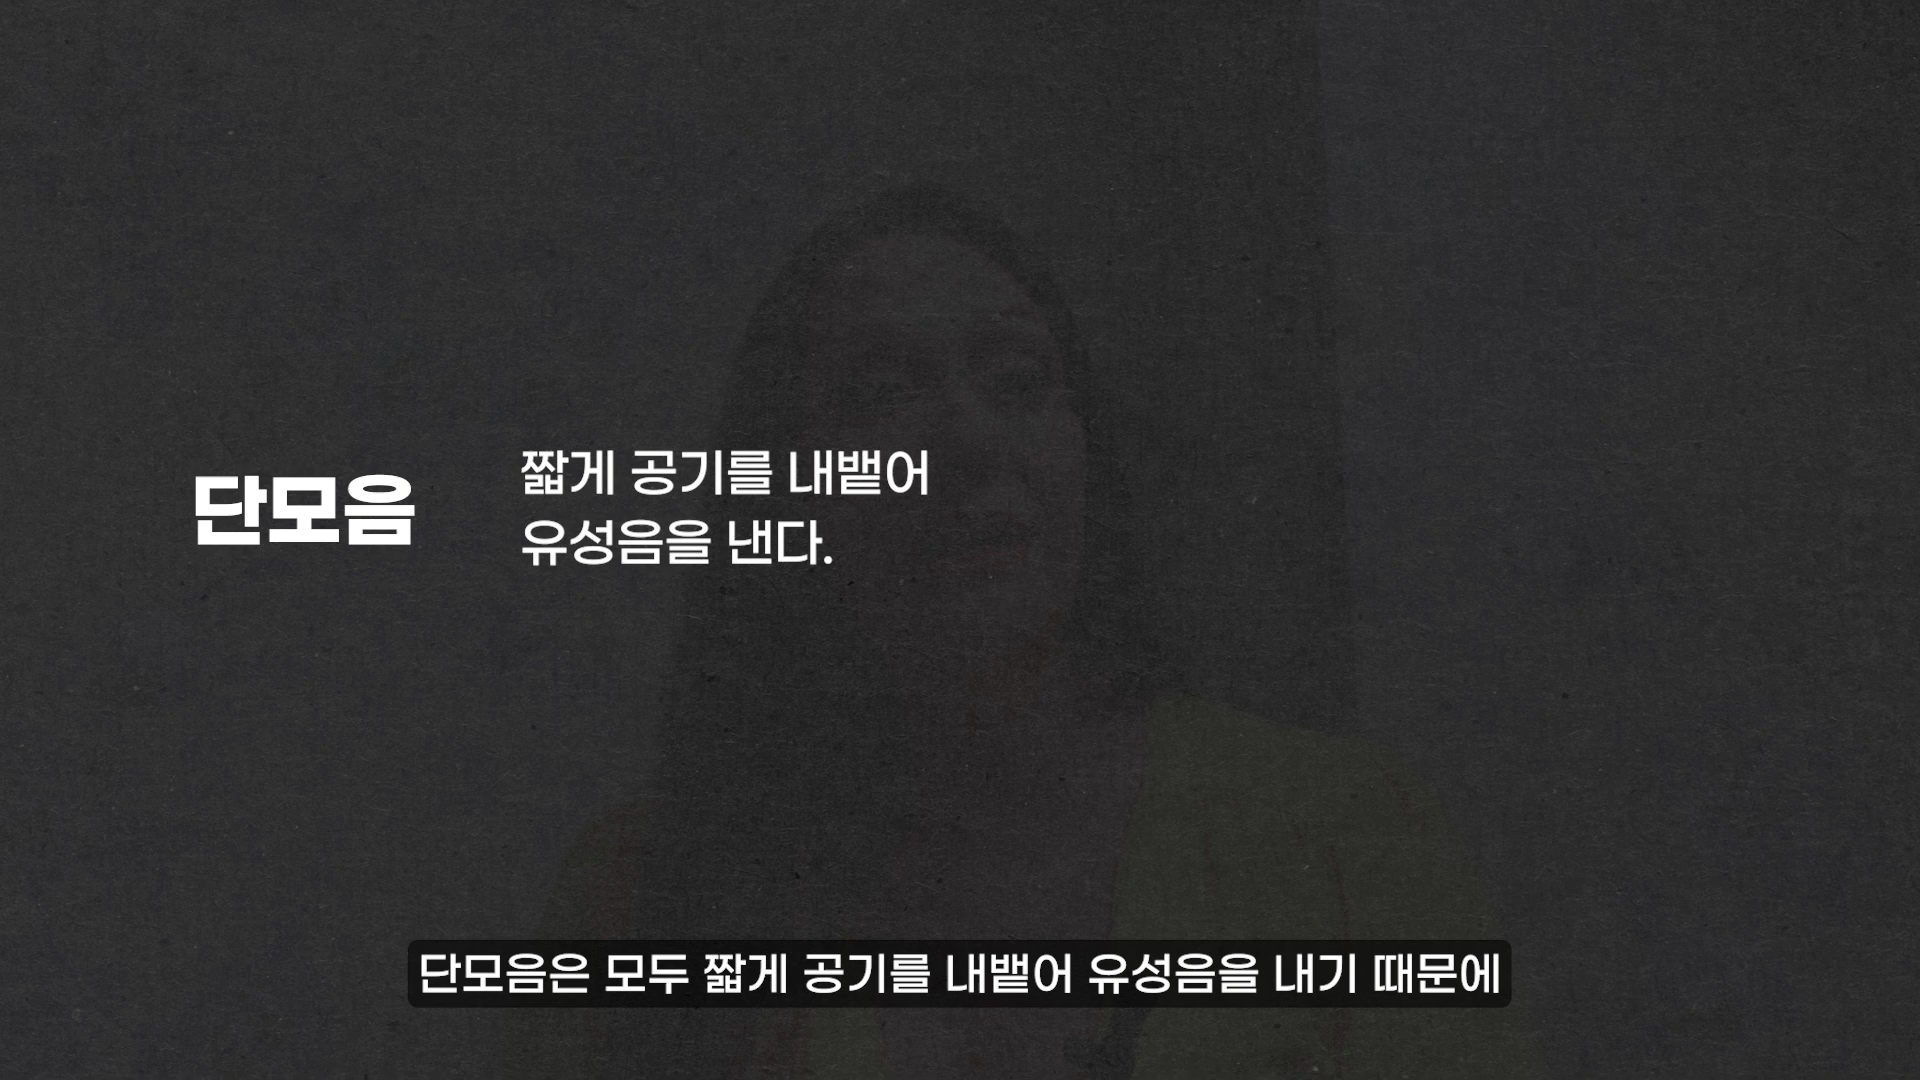 단모음
짧게 공기를 내뱉어
유성음을 낸다.
단모음은 모두 짧게 공기를 내뱉어 유성음을 내기 때문에